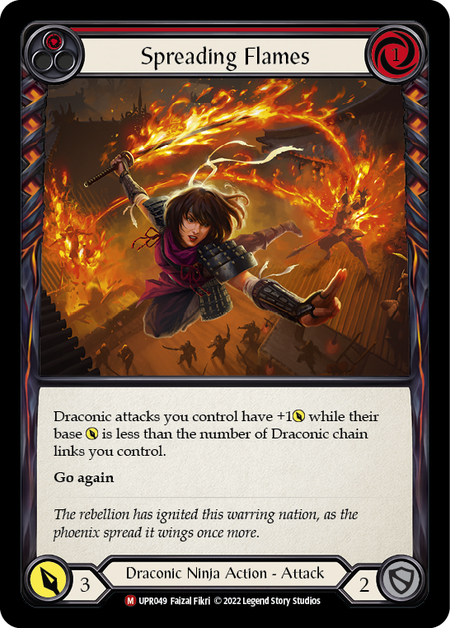 Spreading Flames
1
Draconic attacks you control have +1 while their
base is less than the number of Draconic chain
links you control.
Go again
The rebellion has ignited this warring nation, as the
phoenix spread it wings once more.
3
Draconic Ninja Action - Attack
2
M UPR049 Faizal Fikri © 2022 Legend Story Studios